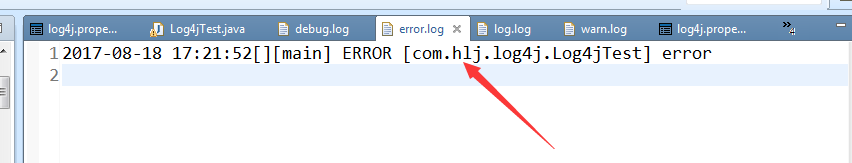 log4j.prope... Log4jTest.java debug.log error.log log.log warn.log log4j.prope... »4
1 2017-08-18 17:21:52[][main] ERROR [com.hlj.log4j.Log4jTest] error
2